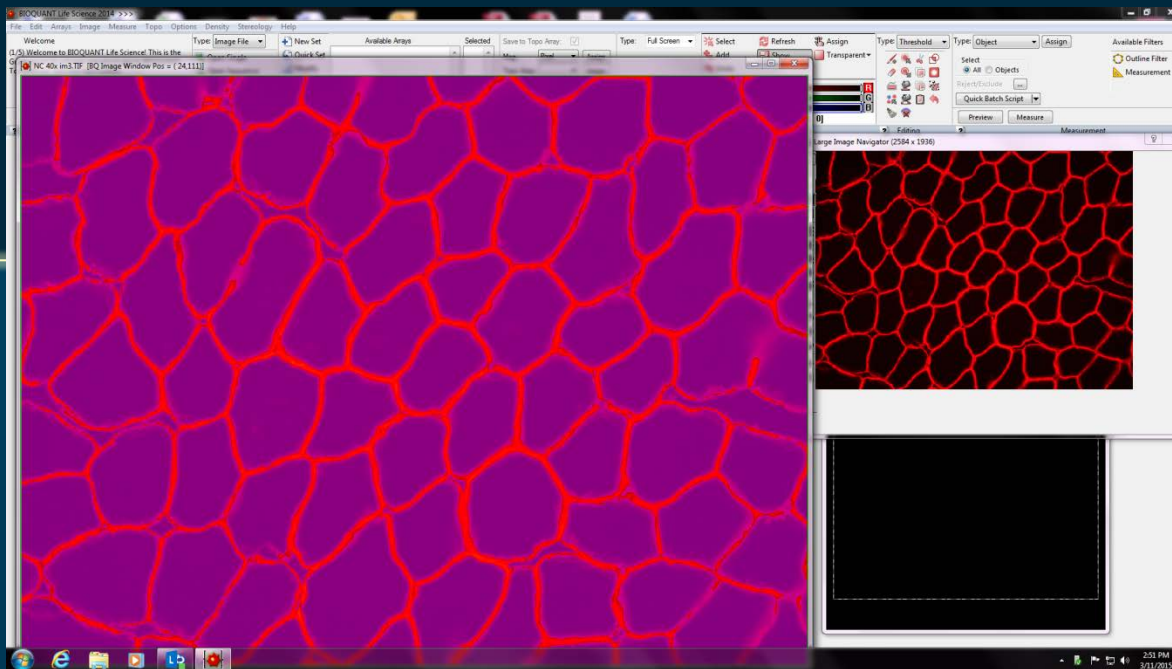 BIOQUANT Life Science 2014 >>>
File Edit Arrays Image Measure Topo Options Density Stereology Help
Welcome
(1/5) Welcome to BIOQUANT Life Science! This is the
Type: Image File
New Set
Quick Set
Available Arrays
Selected
Save to Topo Array:
Type: Full Screen
Select
Add
Refresh
Show
Assign
Transparent
Type: Threshold
Type: Object
Assign
Select
All Objects
Reject/Exclude ...
Quick Batch Script
Preview Measure
Available Filters
Outline Filter
Measurement
R
G
B
0]
? Editing
? Measurement
NC 40x im3.TIF [BQ Image Window Pos = ( 24,111)]
Large Image Navigator (2584 x 1936)
2:51 PM